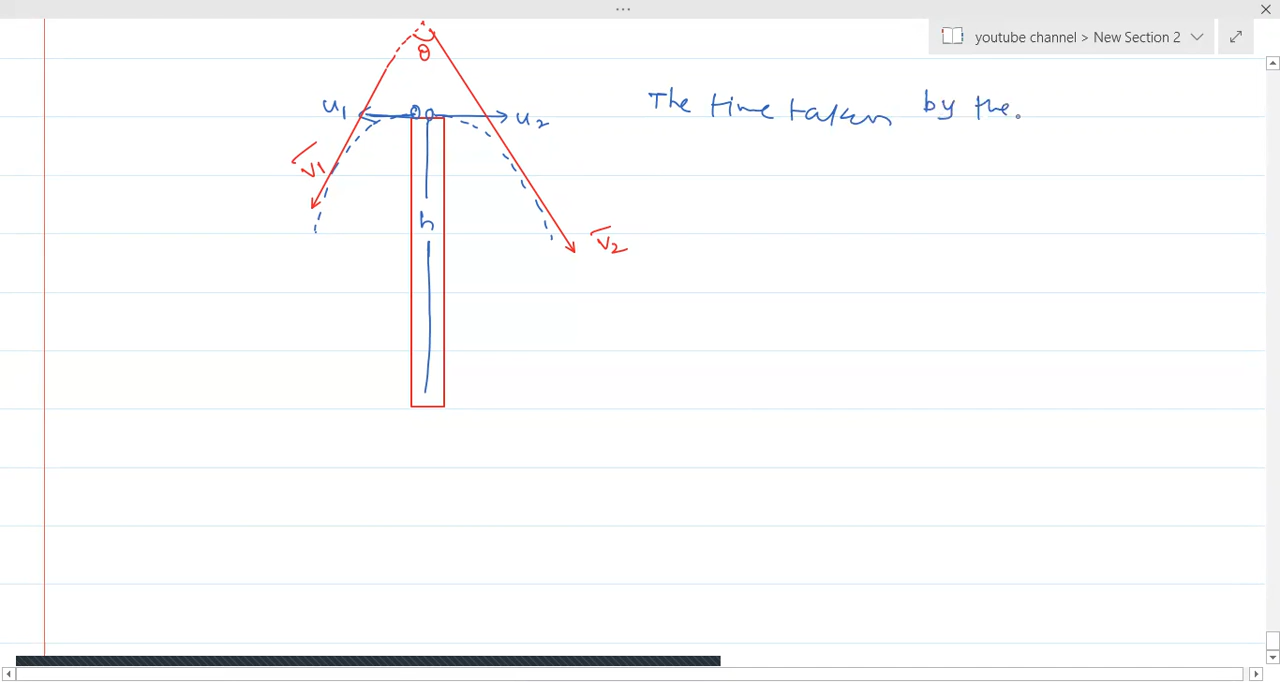 youtube channel > New Section 2
θ
The time taken by the.
u1
u2
v1
v2
h